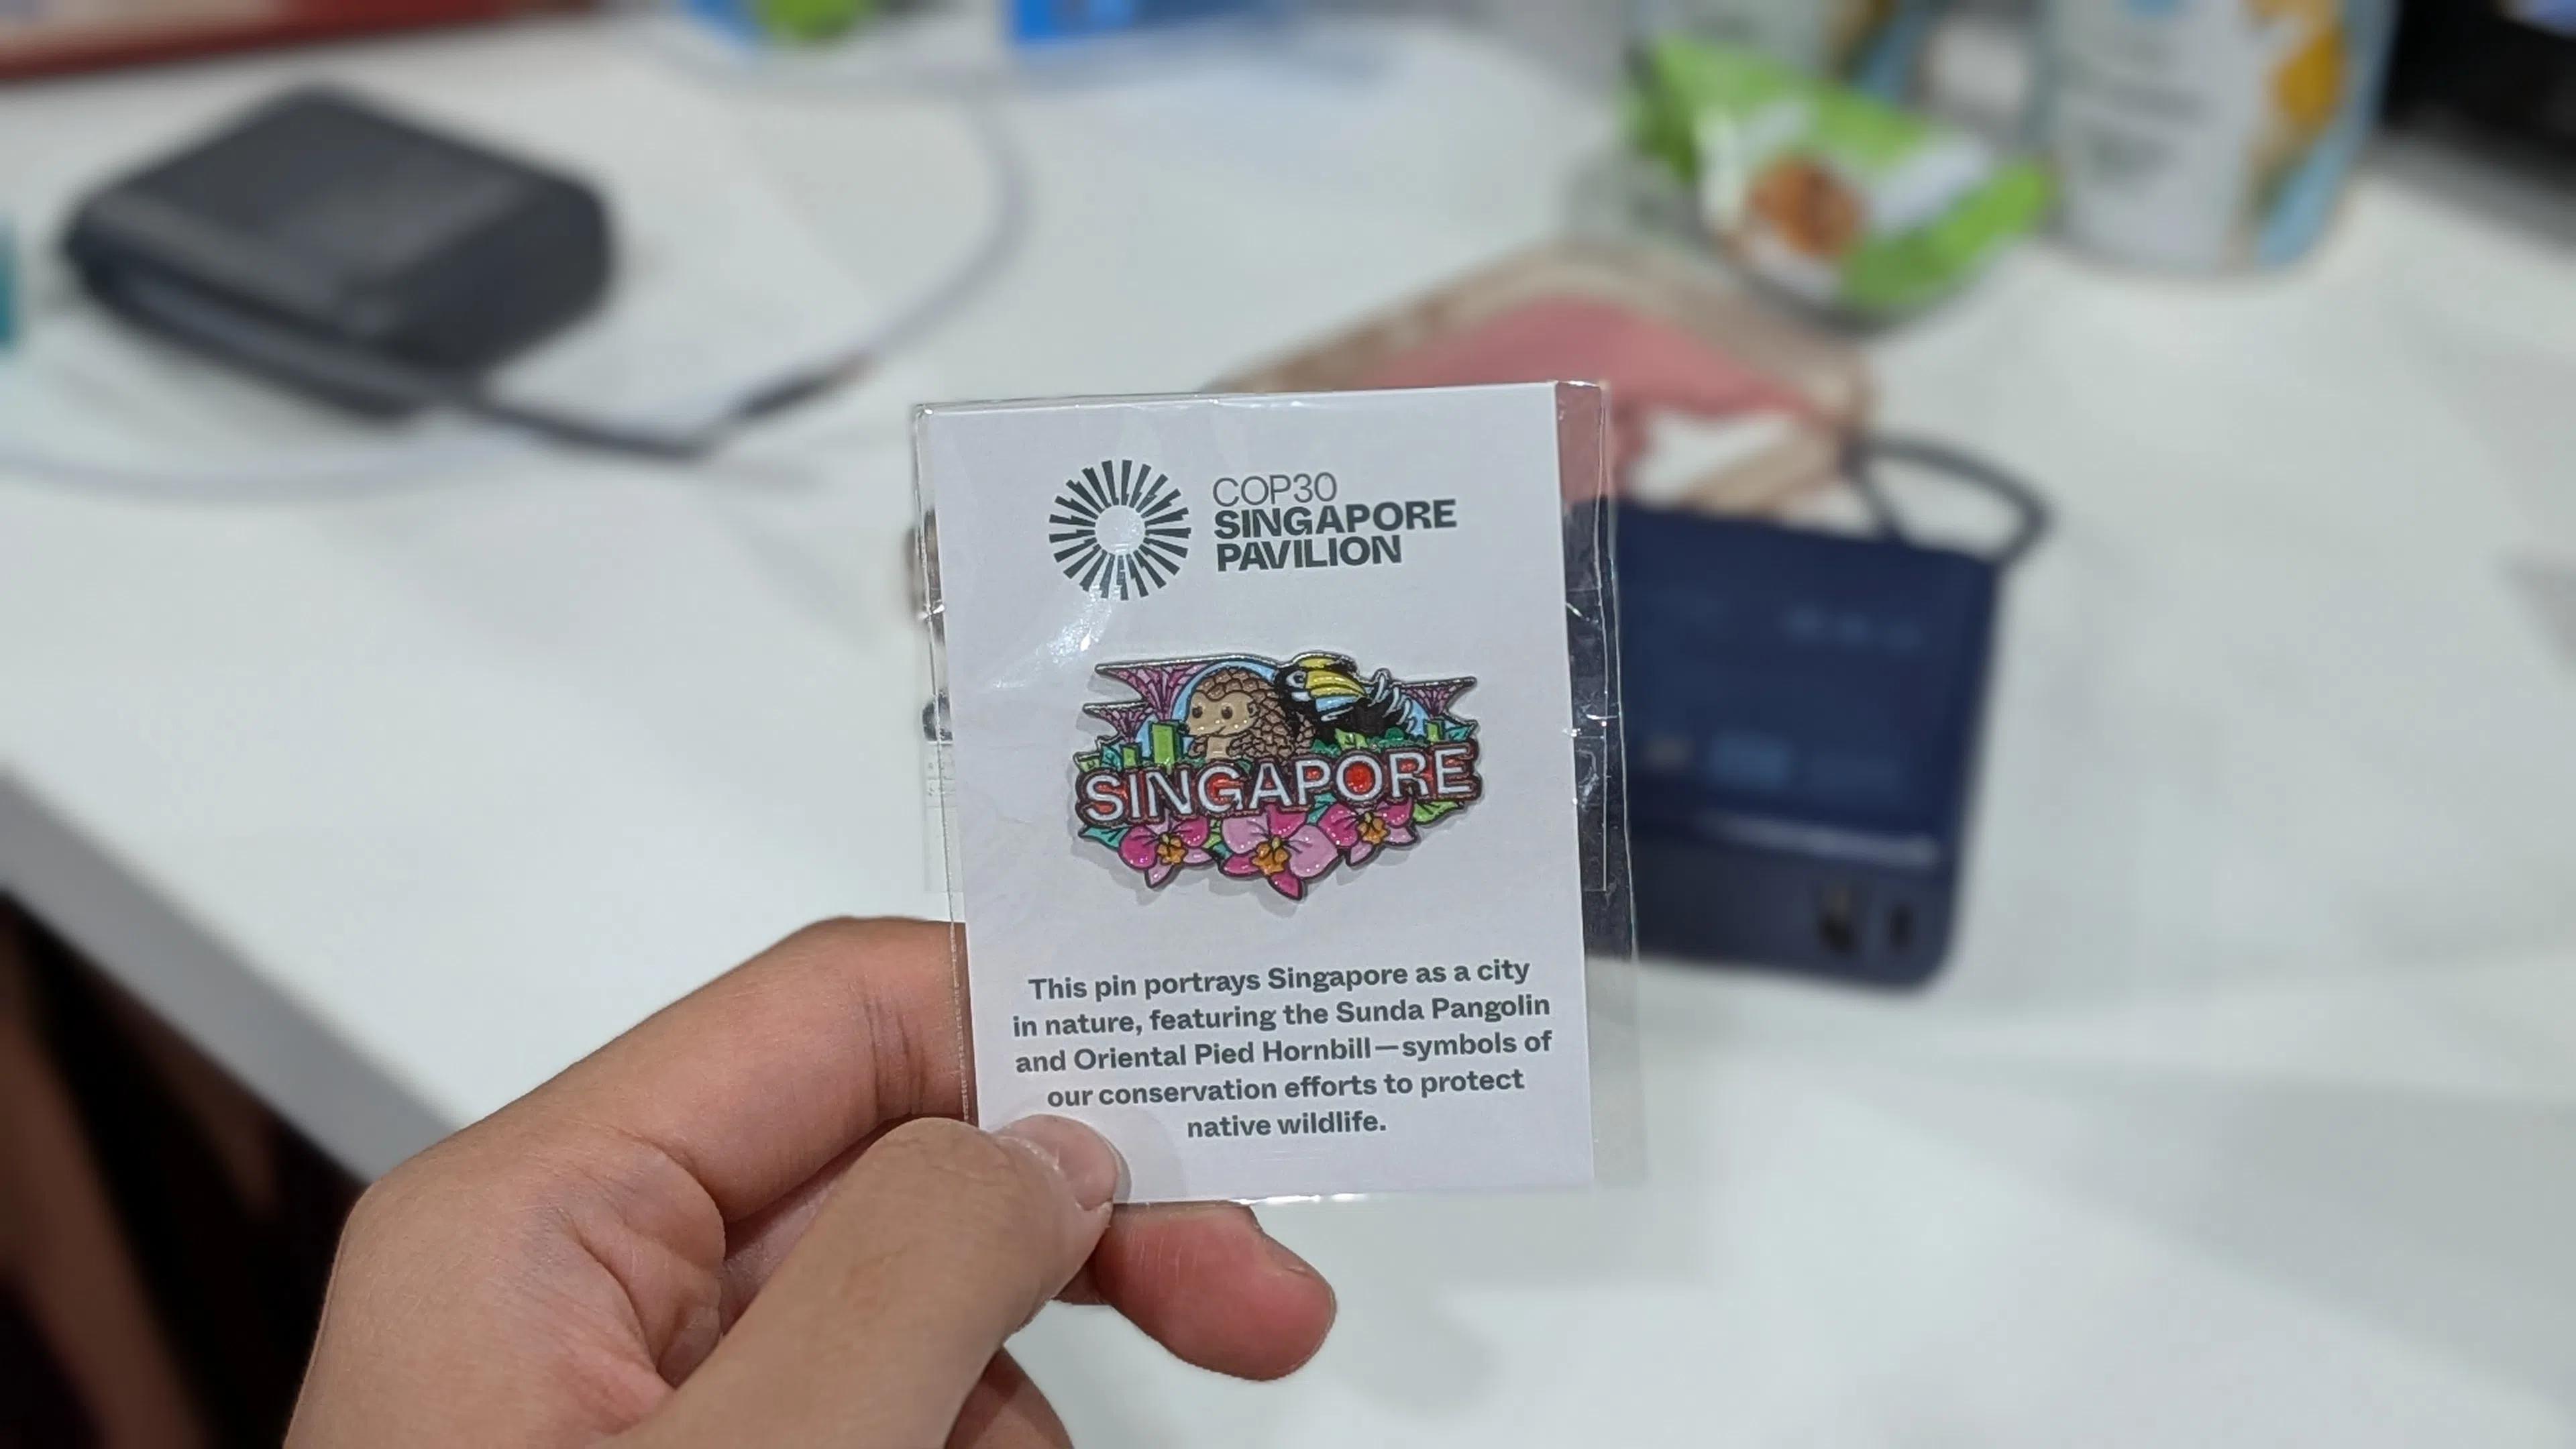 COP30
SINGAPORE
PAVILION
SINGAPORE
This pin portrays Singapore as a city
in nature, featuring the Sunda Pangolin
and Oriental Pied Hornbill—symbols of
our conservation efforts to protect
native wildlife.